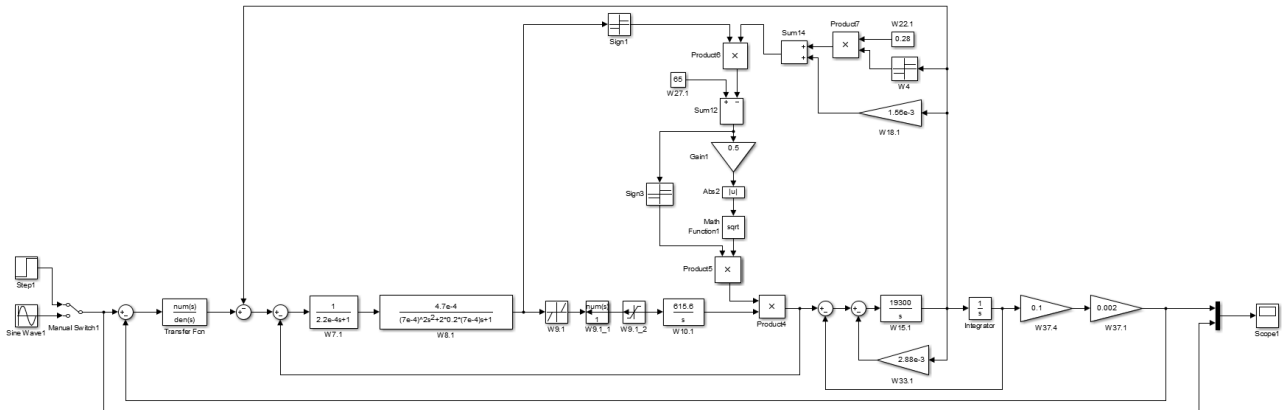 Sign1
Product6
Sum14
+
+
Product7
×
W22.1
0.28
W4
×
65
W27.1
+ −
Sum12
1.56e-3
W18.1
0.5
Gain1
Sign3
Abs2
|u|
Math
Function1
sqrt
Product5
×
Step1
Sine Wave1
Manual Switch1
num(s)
den(s)
Transfer Fcn
1
2.2e-4s+1
W7.1
4.7e-4
(7e-4)^2s²+2*0.2*(7e-4)s+1
W8.1
W9.1
num(s)
1
W9.1_1
W9.1_2
616.6
s
W10.1
×
Product4
19300
s
W15.1
1
s
Integrator
0.1
W37.4
0.002
W37.1
Scope1
2.88e-3
W33.1